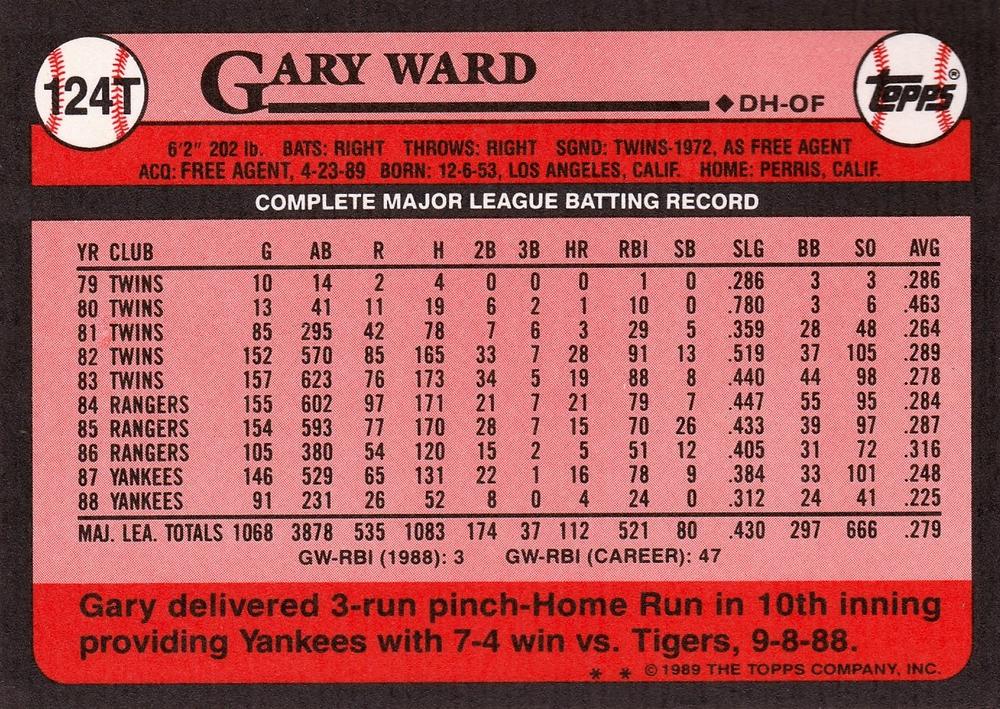 124T
GARY WARD
TOPPS®
◆ DH-OF
6'2" 202 lb. BATS: RIGHT THROWS: RIGHT SGND: TWINS-1972, AS FREE AGENT
ACQ: FREE AGENT, 4-23-89 BORN: 12-6-53, LOS ANGELES, CALIF. HOME: PERRIS, CALIF.
COMPLETE MAJOR LEAGUE BATTING RECORD
YR CLUB G AB R H 2B 3B HR RBI SB SLG BB SO AVG
79 TWINS 10 14 2 4 0 0 0 1 0 .286 3 3 .286
80 TWINS 13 41 11 19 6 2 1 10 0 .780 3 6 .463
81 TWINS 85 295 42 78 7 6 3 29 5 .359 28 48 .264
82 TWINS 152 570 85 165 33 7 28 91 13 .519 37 105 .289
83 TWINS 157 623 76 173 34 5 19 88 8 .440 44 98 .278
84 RANGERS 155 602 97 171 21 7 21 79 7 .447 55 95 .284
85 RANGERS 154 593 77 170 28 7 15 70 26 .433 39 97 .287
86 RANGERS 105 380 54 120 15 2 5 51 12 .405 31 72 .316
87 YANKEES 146 529 65 131 22 1 16 78 9 .384 33 101 .248
88 YANKEES 91 231 26 52 8 0 4 24 0 .312 24 41 .225
MAJ. LEA. TOTALS 1068 3878 535 1083 174 37 112 521 80 .430 297 666 .279
GW-RBI (1988): 3 GW-RBI (CAREER): 47
Gary delivered 3-run pinch-Home Run in 10th inning
providing Yankees with 7-4 win vs. Tigers, 9-8-88.
* * © 1989 THE TOPPS COMPANY, INC.